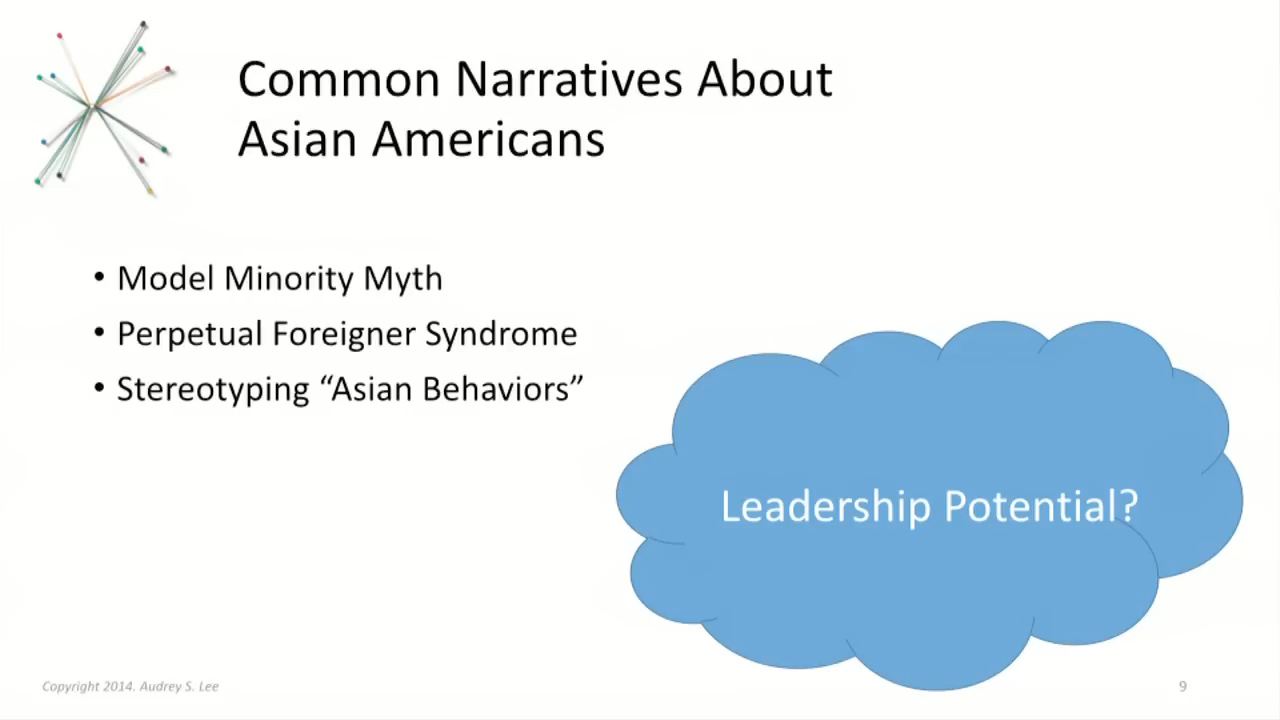 Common Narratives About
Asian Americans
• Model Minority Myth
• Perpetual Foreigner Syndrome
• Stereotyping “Asian Behaviors”
Leadership Potential?
Copyright 2014. Audrey S. Lee
9